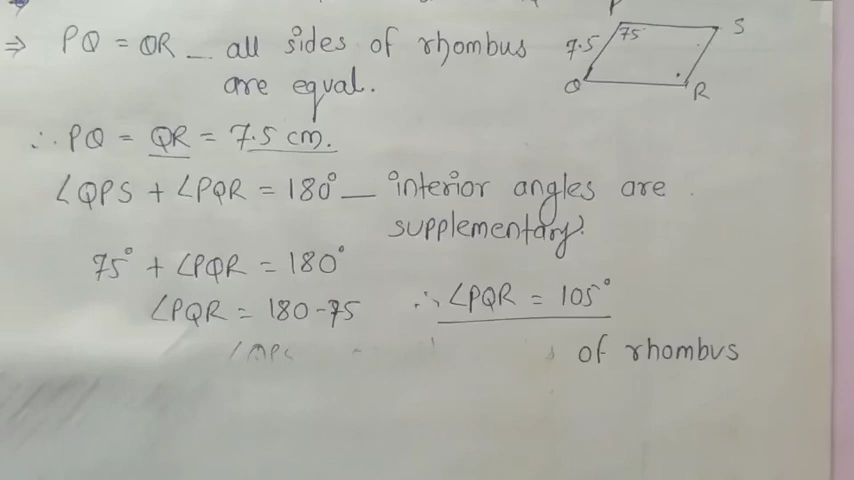 ⇒ PQ = QR _ all sides of rhombus
are equal.
P
S
7.5
75
Q
R
∴ PQ = QR = 7.5 cm.
∠QPS + ∠PQR = 180° _ interior angles are
supplementary.
75° + ∠PQR = 180°
∠PQR = 180-75 ∴ ∠PQR = 105°
of rhombus